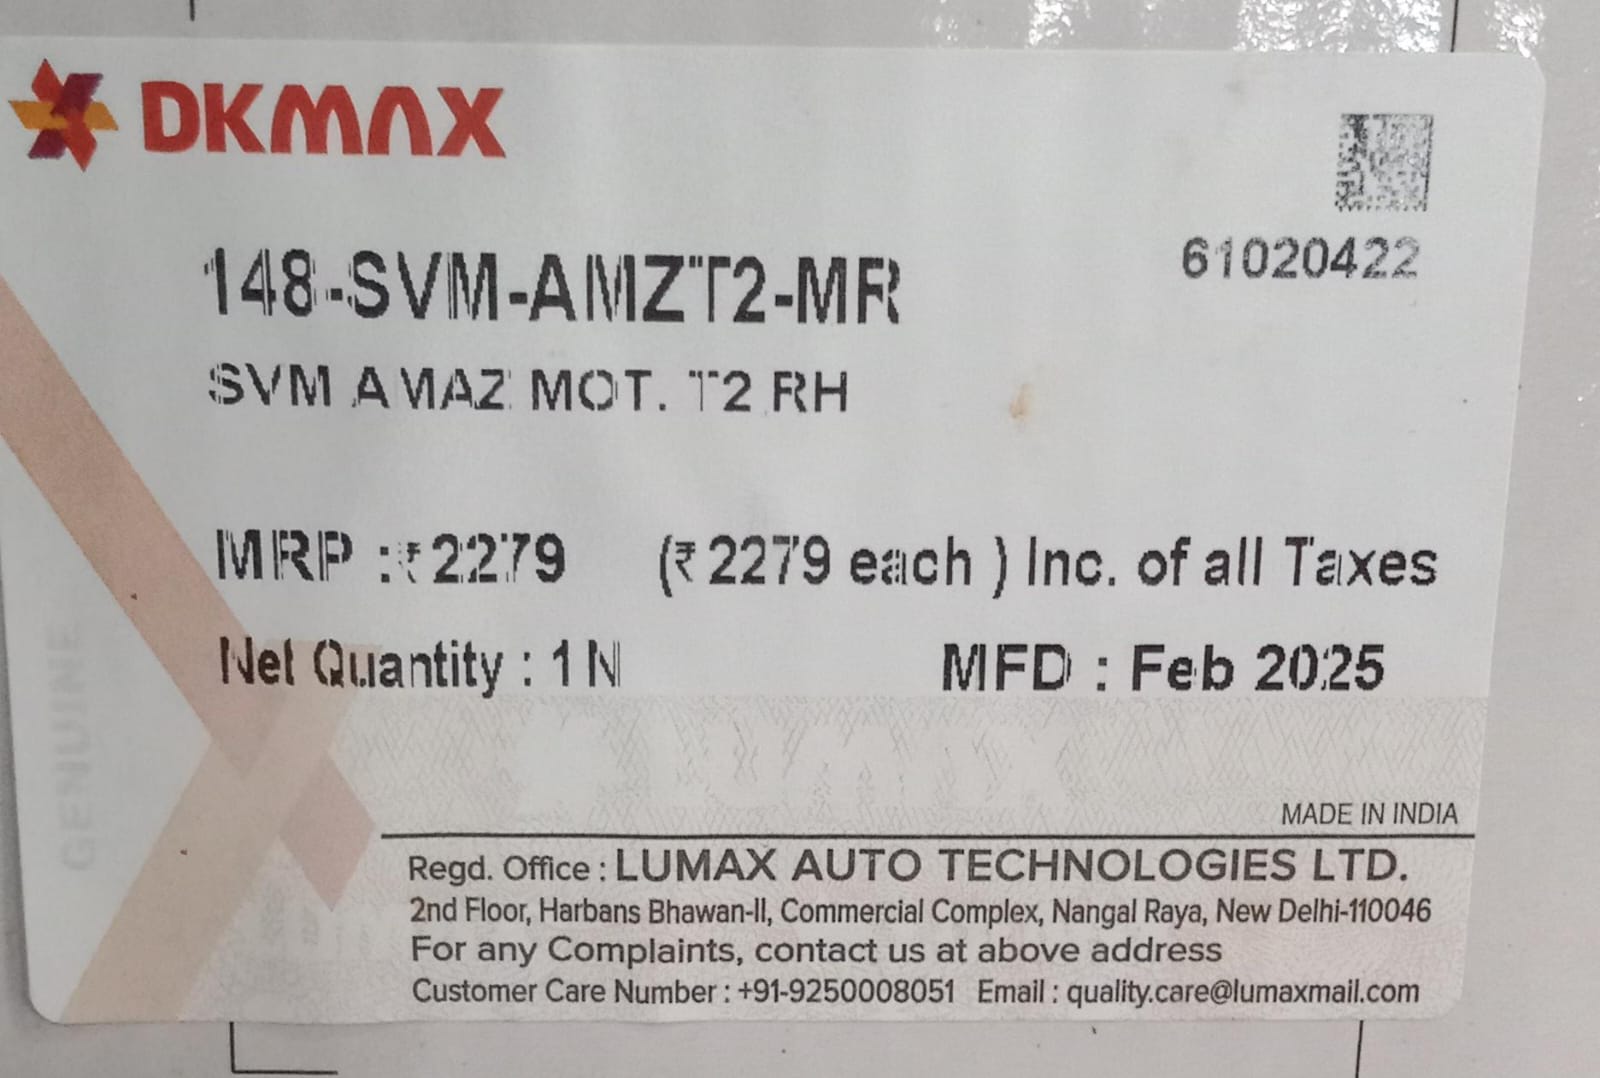 DKMAX
148-SVM-AMZT2-MR
61020422
SVM AMAZ MOT. T2 RH
MRP :₹2279 (₹2279 each ) Inc. of all Taxes
Net Quantity : 1 N
MFD : Feb 2025
GENUINE
LUMAX
MADE IN INDIA
Regd. Office : LUMAX AUTO TECHNOLOGIES LTD.
2nd Floor, Harbans Bhawan-II, Commercial Complex, Nangal Raya, New Delhi-110046
For any Complaints, contact us at above address
Customer Care Number : +91-9250008051 Email : quality.care@lumaxmail.com